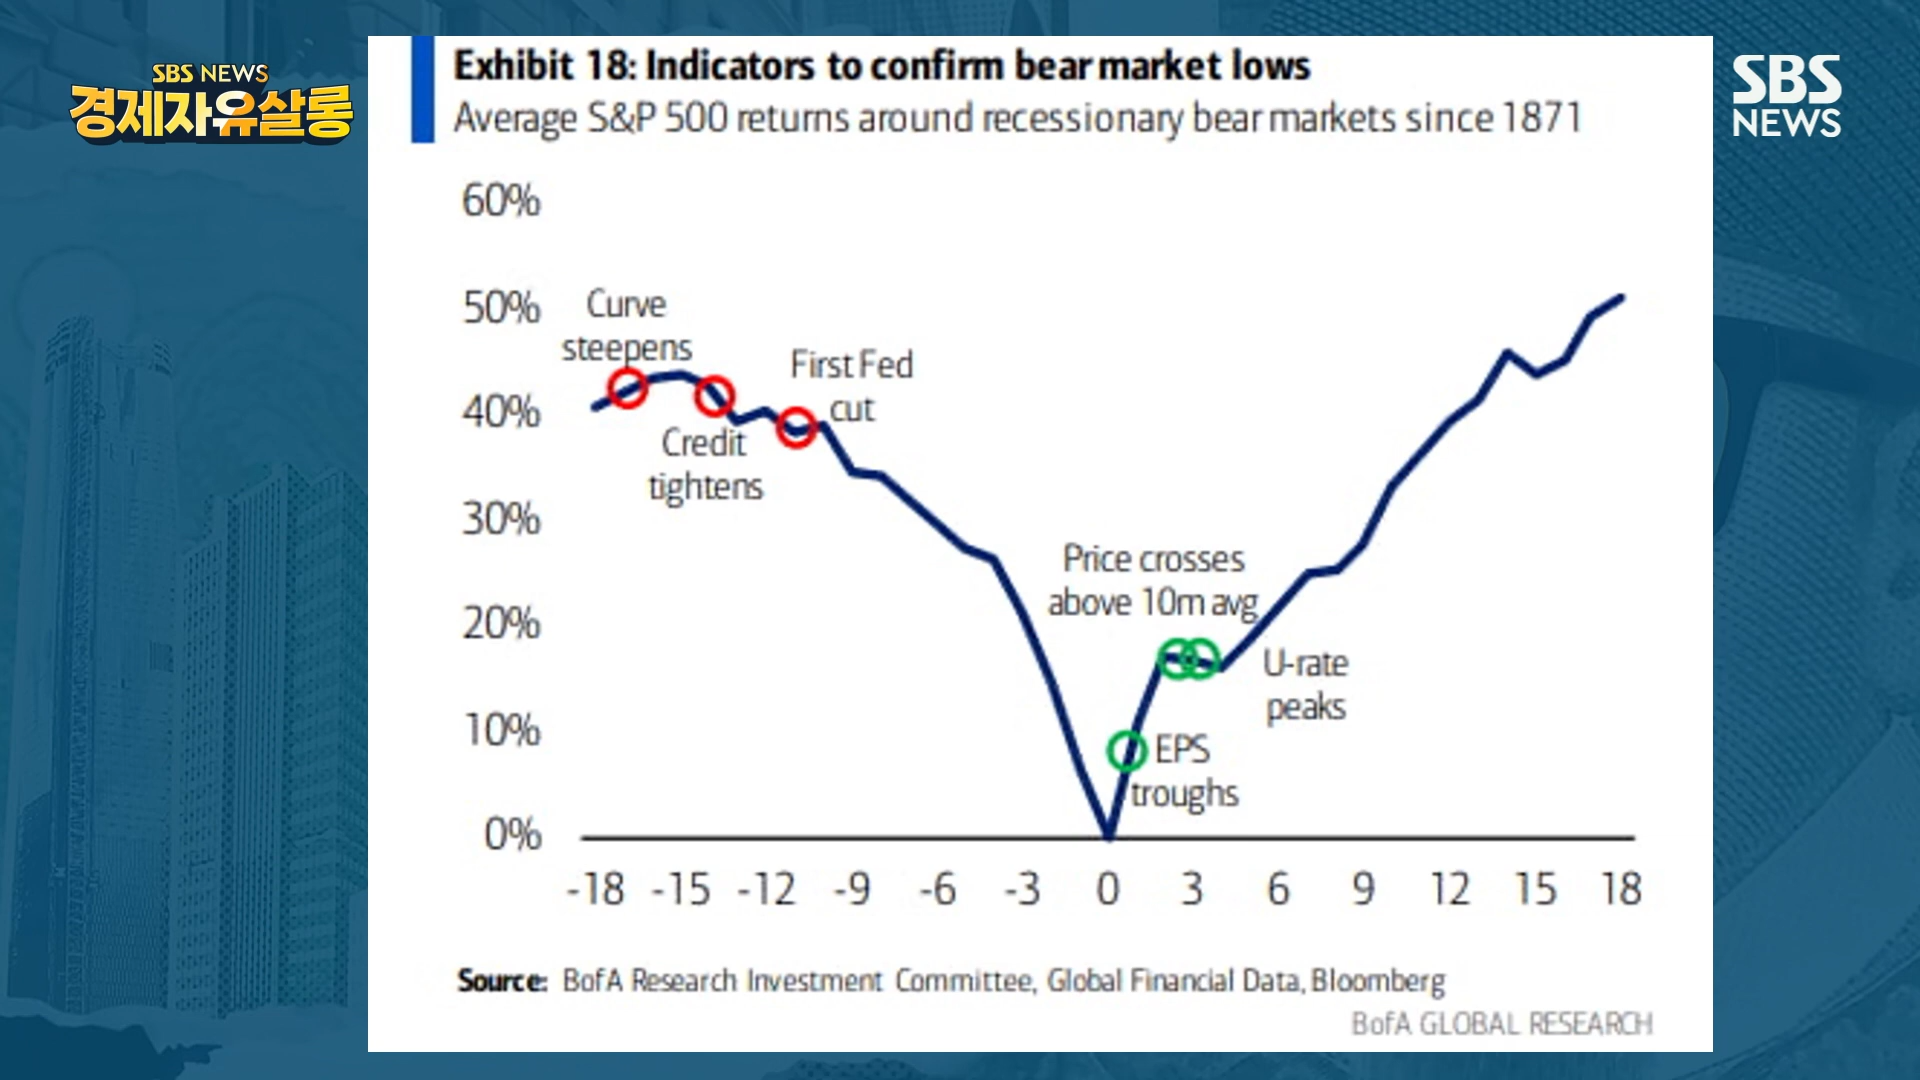 SBS NEWS
경제자유살롱
SBS
NEWS
Exhibit 18: Indicators to confirm bear market lows
Average S&P 500 returns around recessionary bear markets since 1871
60%
50%
40%
30%
20%
10%
0%
Curve
steepens
Credit
tightens
First Fed
cut
Price crosses
above 10m avg
U-rate
peaks
EPS
troughs
-18 -15 -12 -9 -6 -3 0 3 6 9 12 15 18
Source: BofA Research Investment Committee, Global Financial Data, Bloomberg
BofA GLOBAL RESEARCH